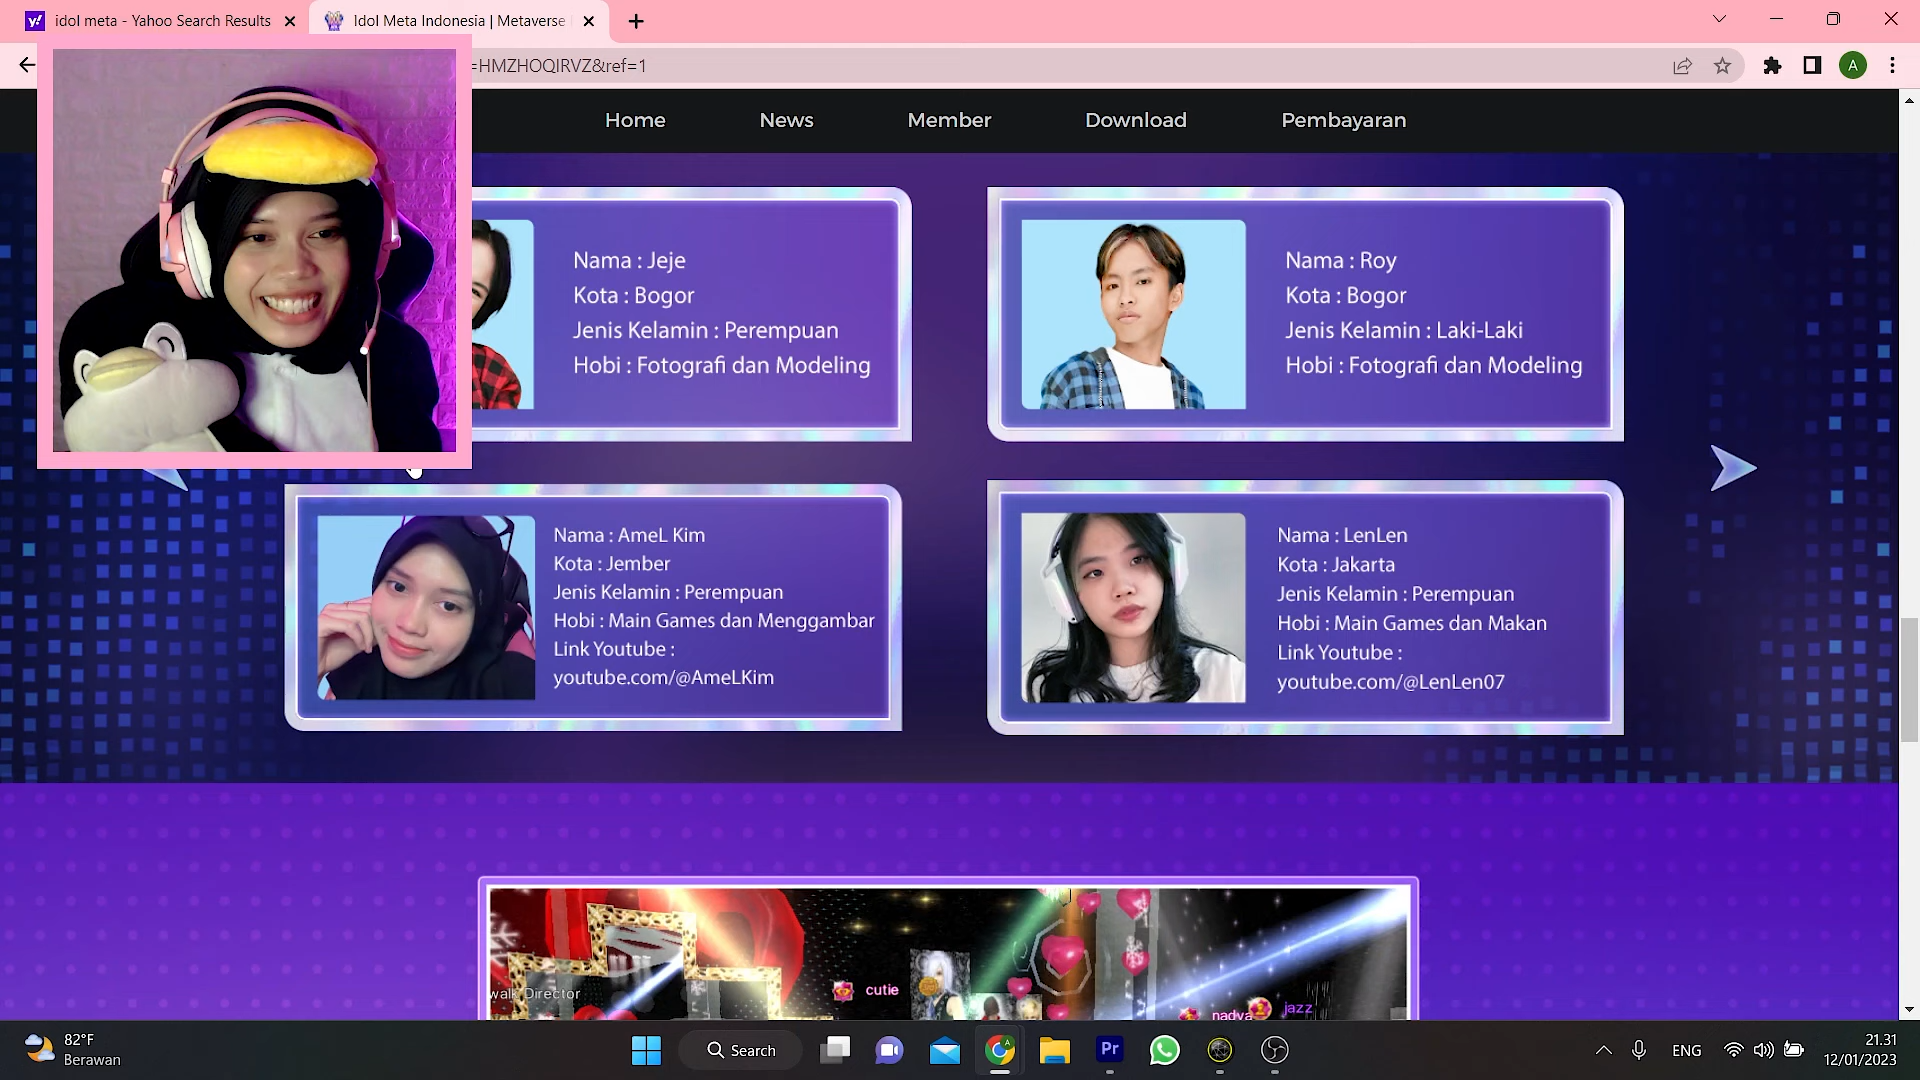 idol meta - Yahoo Search Results
Idol Meta Indonesia | Metaverse
=HMZHOQIRVZ&ref=1
A
Home
News
Member
Download
Pembayaran
Nama : Jeje
Kota : Bogor
Jenis Kelamin : Perempuan
Hobi : Fotografi dan Modeling
Nama : Roy
Kota : Bogor
Jenis Kelamin : Laki-Laki
Hobi : Fotografi dan Modeling
Nama : AmeL Kim
Kota : Jember
Jenis Kelamin : Perempuan
Hobi : Main Games dan Menggambar
Link Youtube :
youtube.com/@AmeLKim
Nama : LenLen
Kota : Jakarta
Jenis Kelamin : Perempuan
Hobi : Main Games dan Makan
Link Youtube :
youtube.com/@LenLen07
walk Director
cutie
nadya
jazz
82°F
Berawan
Search
Pr
ENG
21.31
12/01/2023